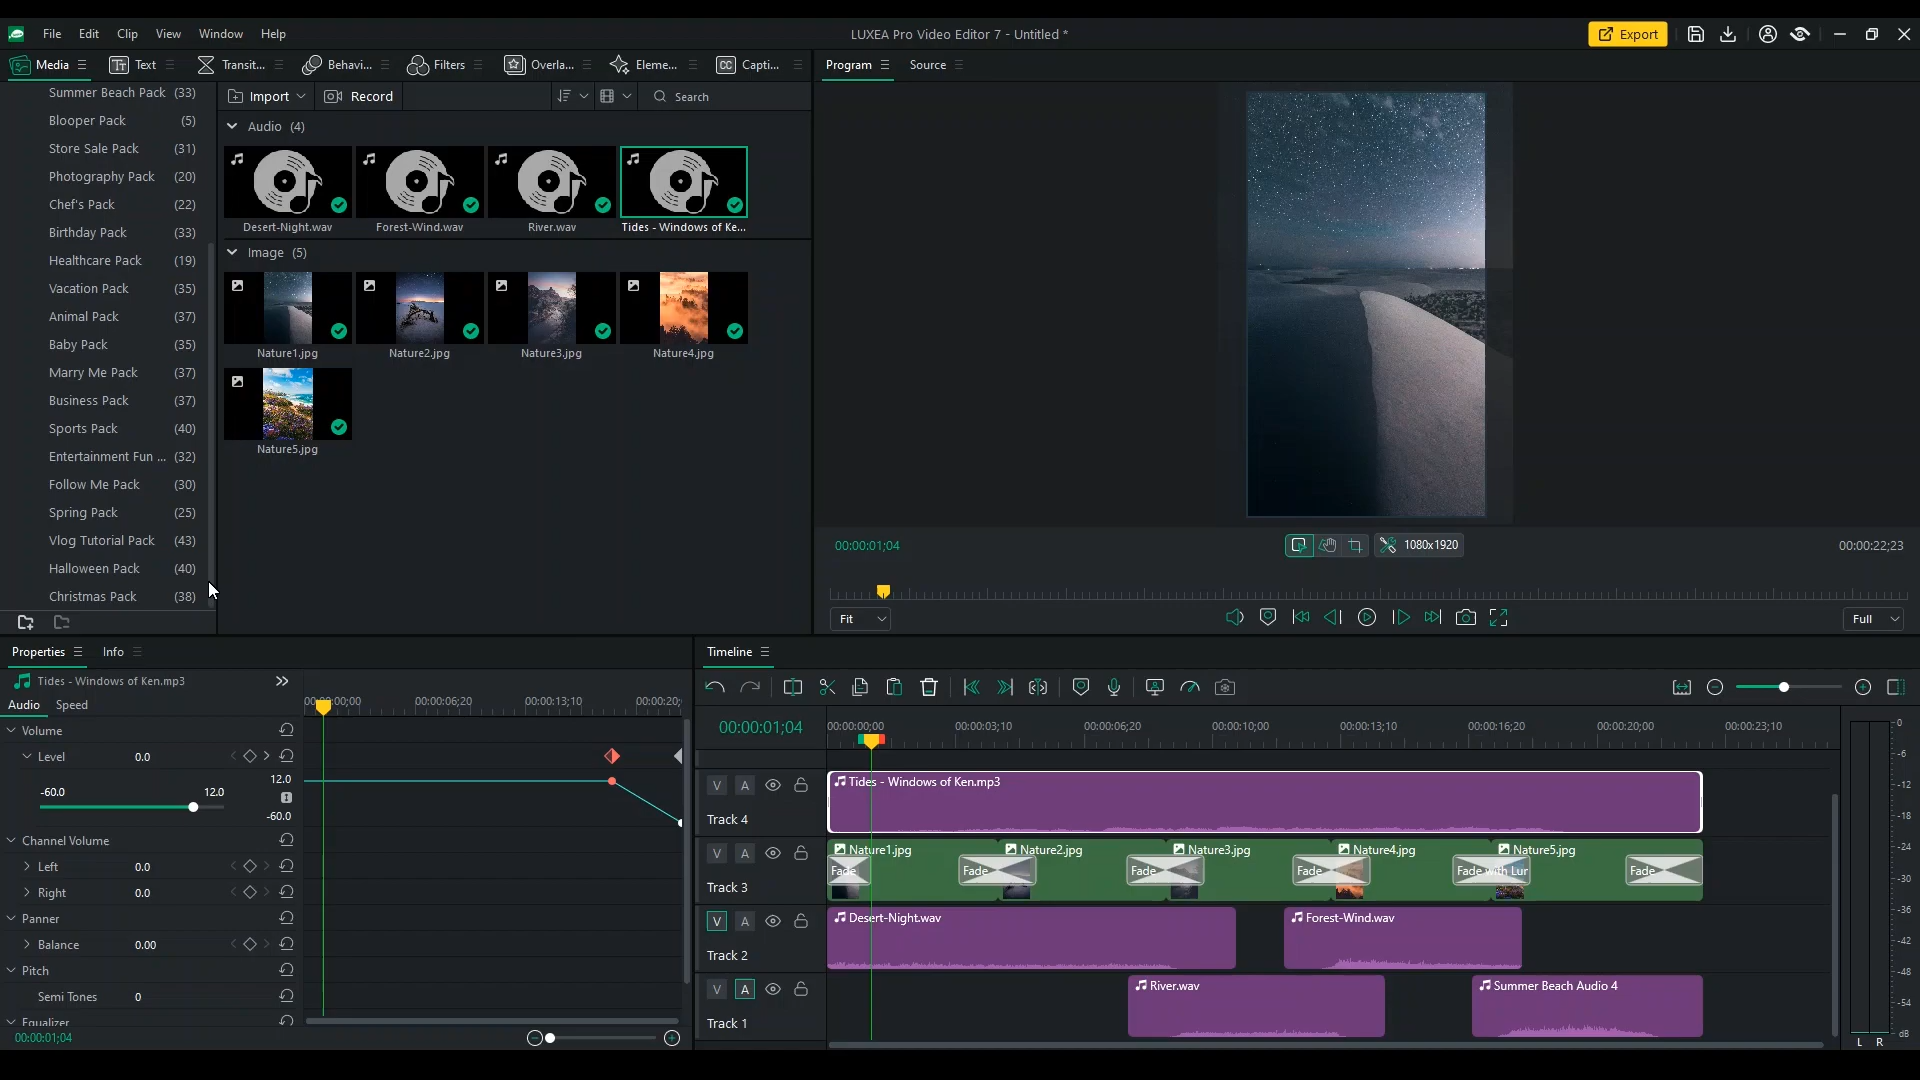 File Edit Clip View Window Help
LUXEA Pro Video Editor 7 - Untitled *
Export
Media Text Transit... Behavi... Filters Overla... Eleme... CC Capti...
Program Source
Summer Beach Pack (33)
Blooper Pack (5)
Store Sale Pack (31)
Photography Pack (20)
Chef's Pack (22)
Birthday Pack (33)
Healthcare Pack (19)
Vacation Pack (35)
Animal Pack (37)
Baby Pack (35)
Marry Me Pack (37)
Business Pack (37)
Sports Pack (40)
Entertainment Fun ... (32)
Follow Me Pack (30)
Spring Pack (25)
Vlog Tutorial Pack (43)
Halloween Pack (40)
Christmas Pack (38)
Import Record Search
Audio (4)
Desert-Night.wav Forest-Wind.wav River.wav Tides - Windows of Ke...
Image (5)
Nature1.jpg Nature2.jpg Nature3.jpg Nature4.jpg
Nature5.jpg
00:00:01;04 1080x1920 00:00:22;23
Fit Full
Properties Info
Tides - Windows of Ken.mp3
Audio Speed
00:00:06;20 00:00:13;10
Volume
Level 0.0
12.0
-60.0 12.0
-60.0
Channel Volume
Left 0.0
Right 0.0
Panner
Balance 0.00
Pitch
Semi Tones 0
Equalizer
00:00:01;04
Timeline
00:00:01;04
00:00:00;00 00:00:03;10 00:00:06;20 00:00:10;00 00:00:13;10 00:00:16;20 00:00:20;00 00:00:23;10
V A Track 4
Tides - Windows of Ken.mp3
V A Track 3
Nature1.jpg Nature2.jpg Nature3.jpg Nature4.jpg Nature5.jpg
Fade Fade Fade Fade Fade with Lur Fade
V A Track 2
Desert-Night.wav Forest-Wind.wav
V A Track 1
River.wav Summer Beach Audio 4
0
-6
-12
-18
-24
-30
-36
-42
-48
-54
dB
L R